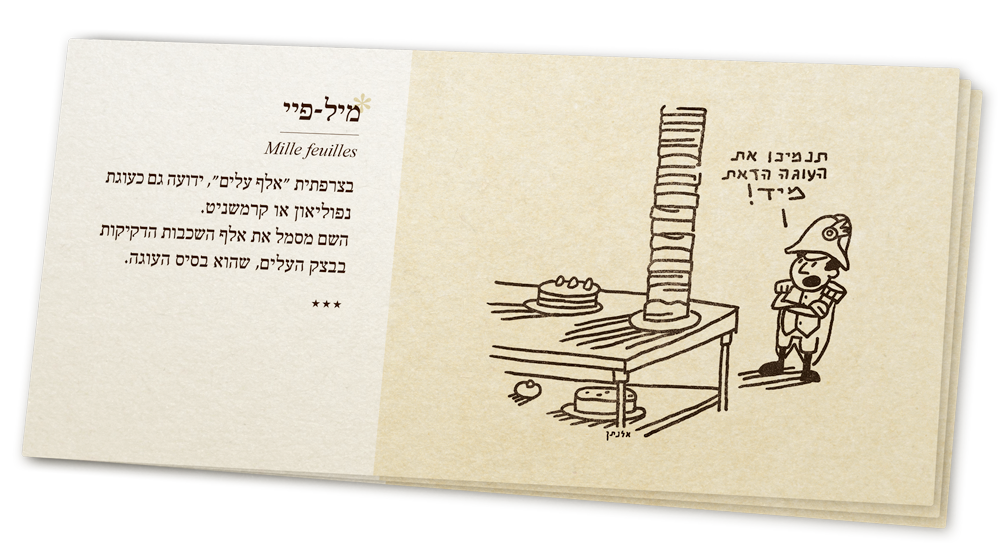 מיל-פיי*
Mille feuilles
בצרפתית "אלף עלים", ידועה גם כעוגת
נפוליאון או קרמשניט.
השם מסמל את אלף השכבות הדקיקות
בבצק העלים, שהוא בסיס העוגה.
***
תנמיכו את
העוגה הזאת
מיד!
אלנתן